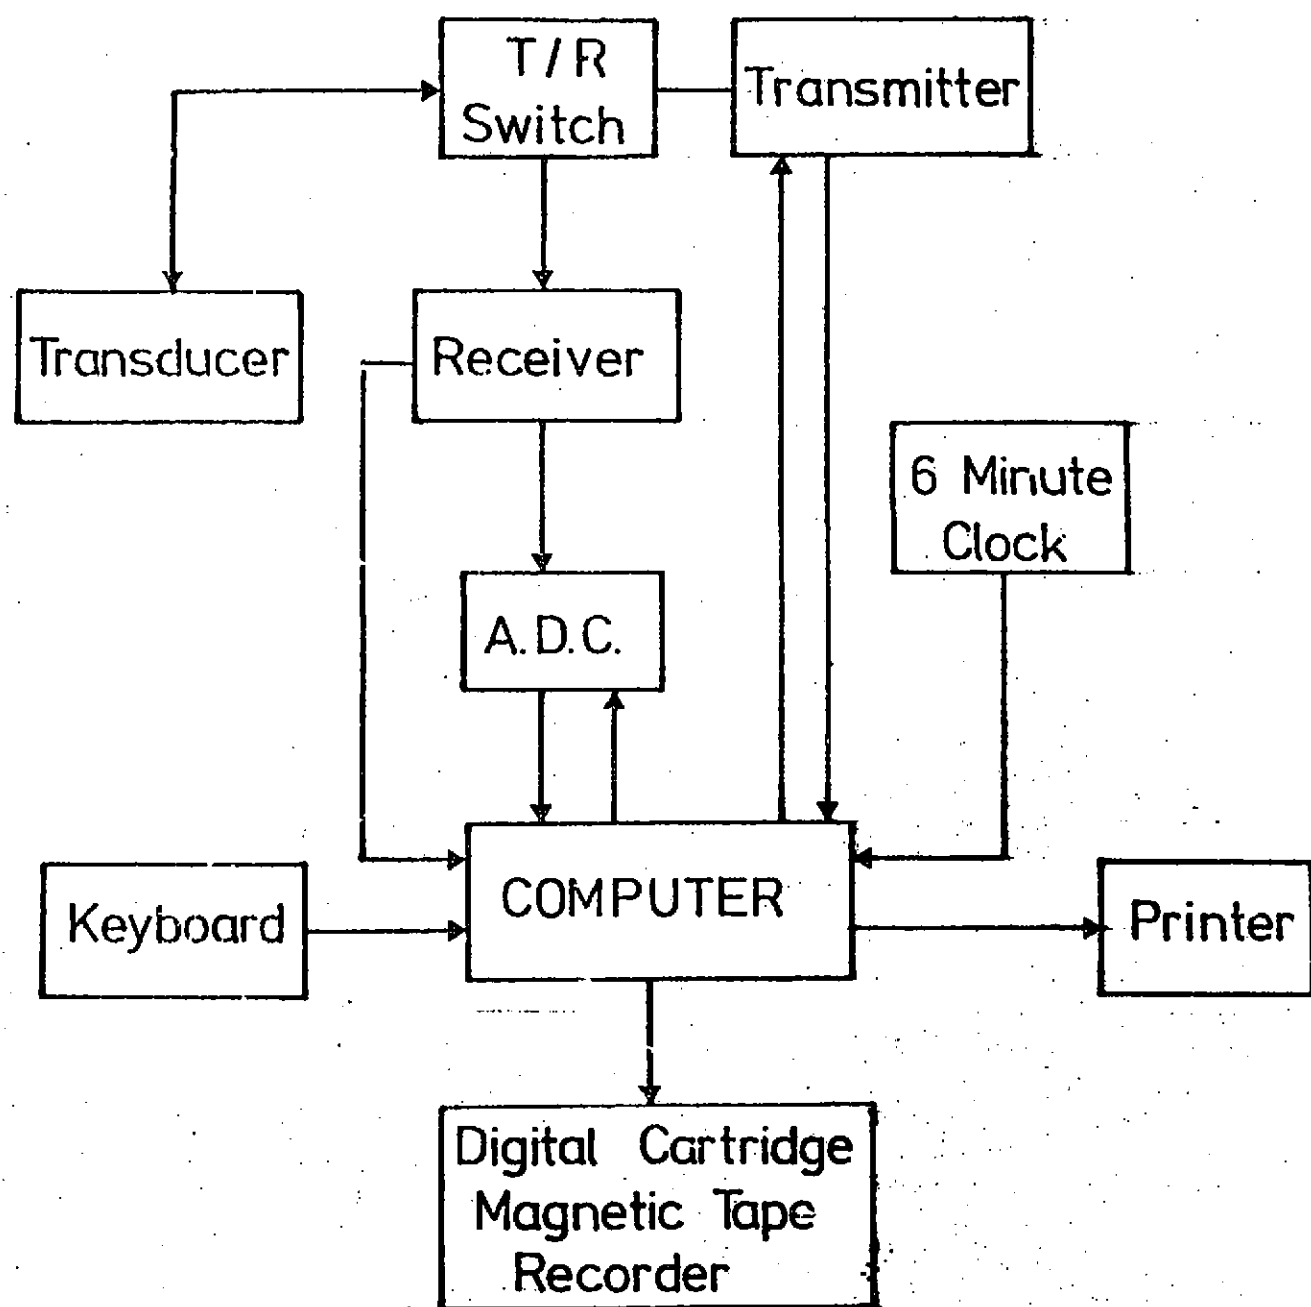 T/R
Switch
Transmitter
Transducer
Receiver
6 Minute
Clock
A.D.C.
Keyboard
COMPUTER
Printer
Digital Cartridge
Magnetic Tape
Recorder